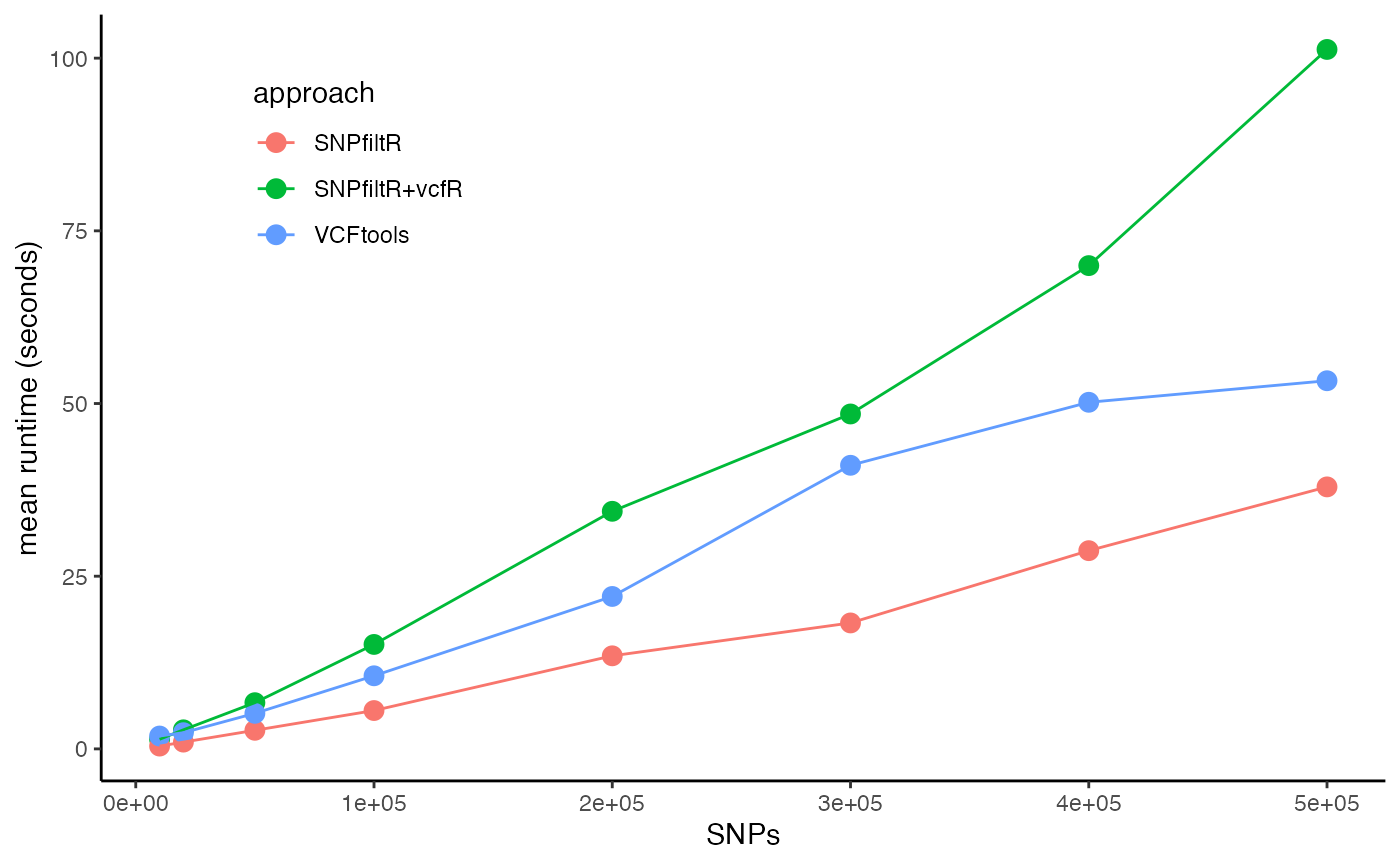 100
75
50
25
0
mean runtime (seconds)
approach
SNPfiltR
SNPfiltR+vcfR
VCFtools
0e+00 1e+05 2e+05 3e+05 4e+05 5e+05
SNPs